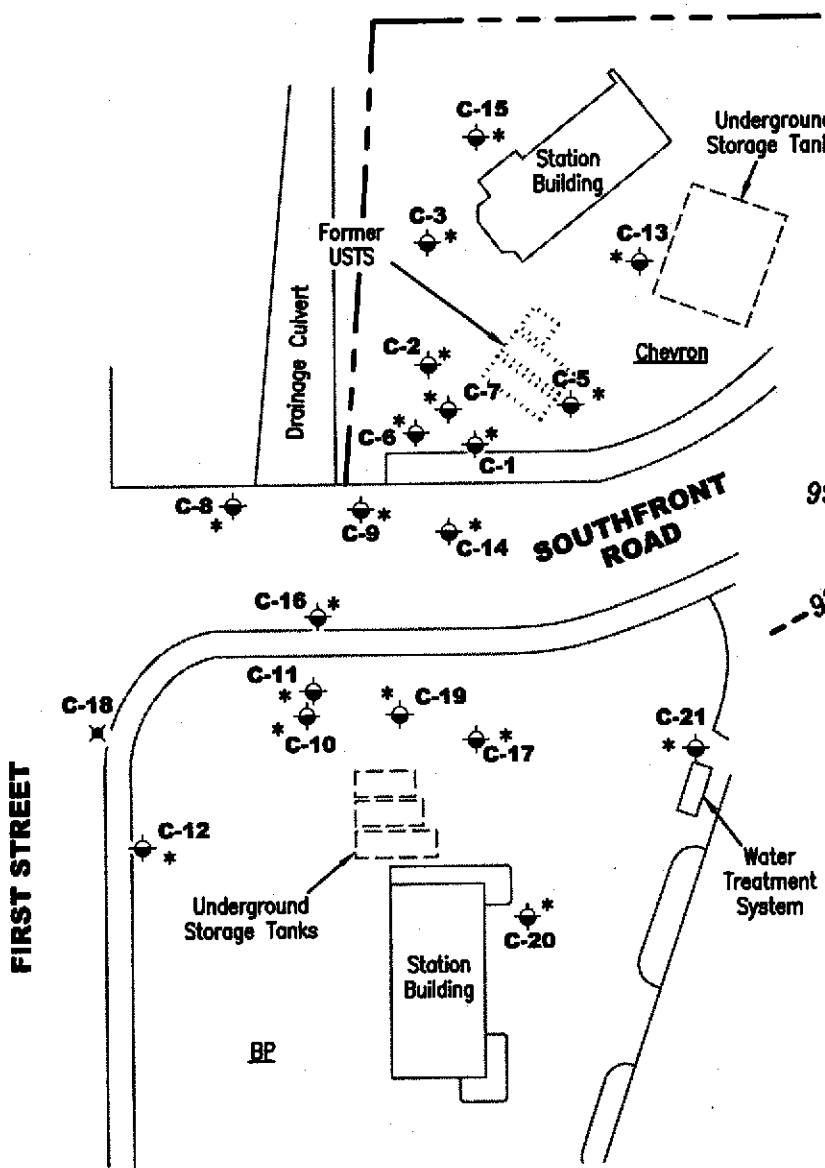 C-15 *
Underground
Storage Tank
Station
Building
C-3 *
Former
USTS
C-13
*
Drainage Culvert
C-2 *
Chevron
C-5 *
* C-7
* C-6
*
C-1
C-8
*
C-9 *
*
C-14
SOUTHFRONT
ROAD
C-16 *
C-11
*
* C-19
C-18
*
C-10
C-17 *
C-21
*
FIRST STREET
C-12
*
Water
Treatment
System
Underground
Storage Tanks
*
C-20
Station
Building
BP